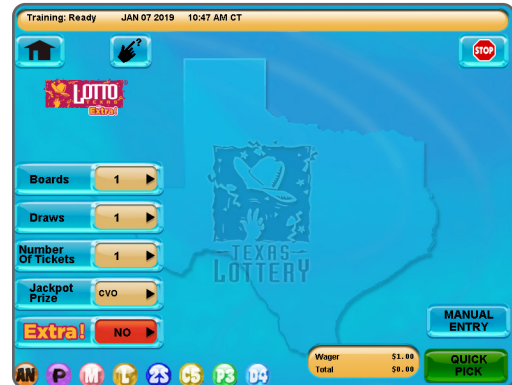 Training: Ready JAN 07 2019 10:47 AM CT
?
STOP
LOTTO
TEXAS
Extra!
Boards 1
Draws 1
Number
Of Tickets 1
Jackpot
Prize CVO
Extra! NO
TEXAS
LOTTERY
MANUAL
ENTRY
Wager $1.00
Total $0.00
QUICK
PICK
AN P M L 2S C5 P3 D4